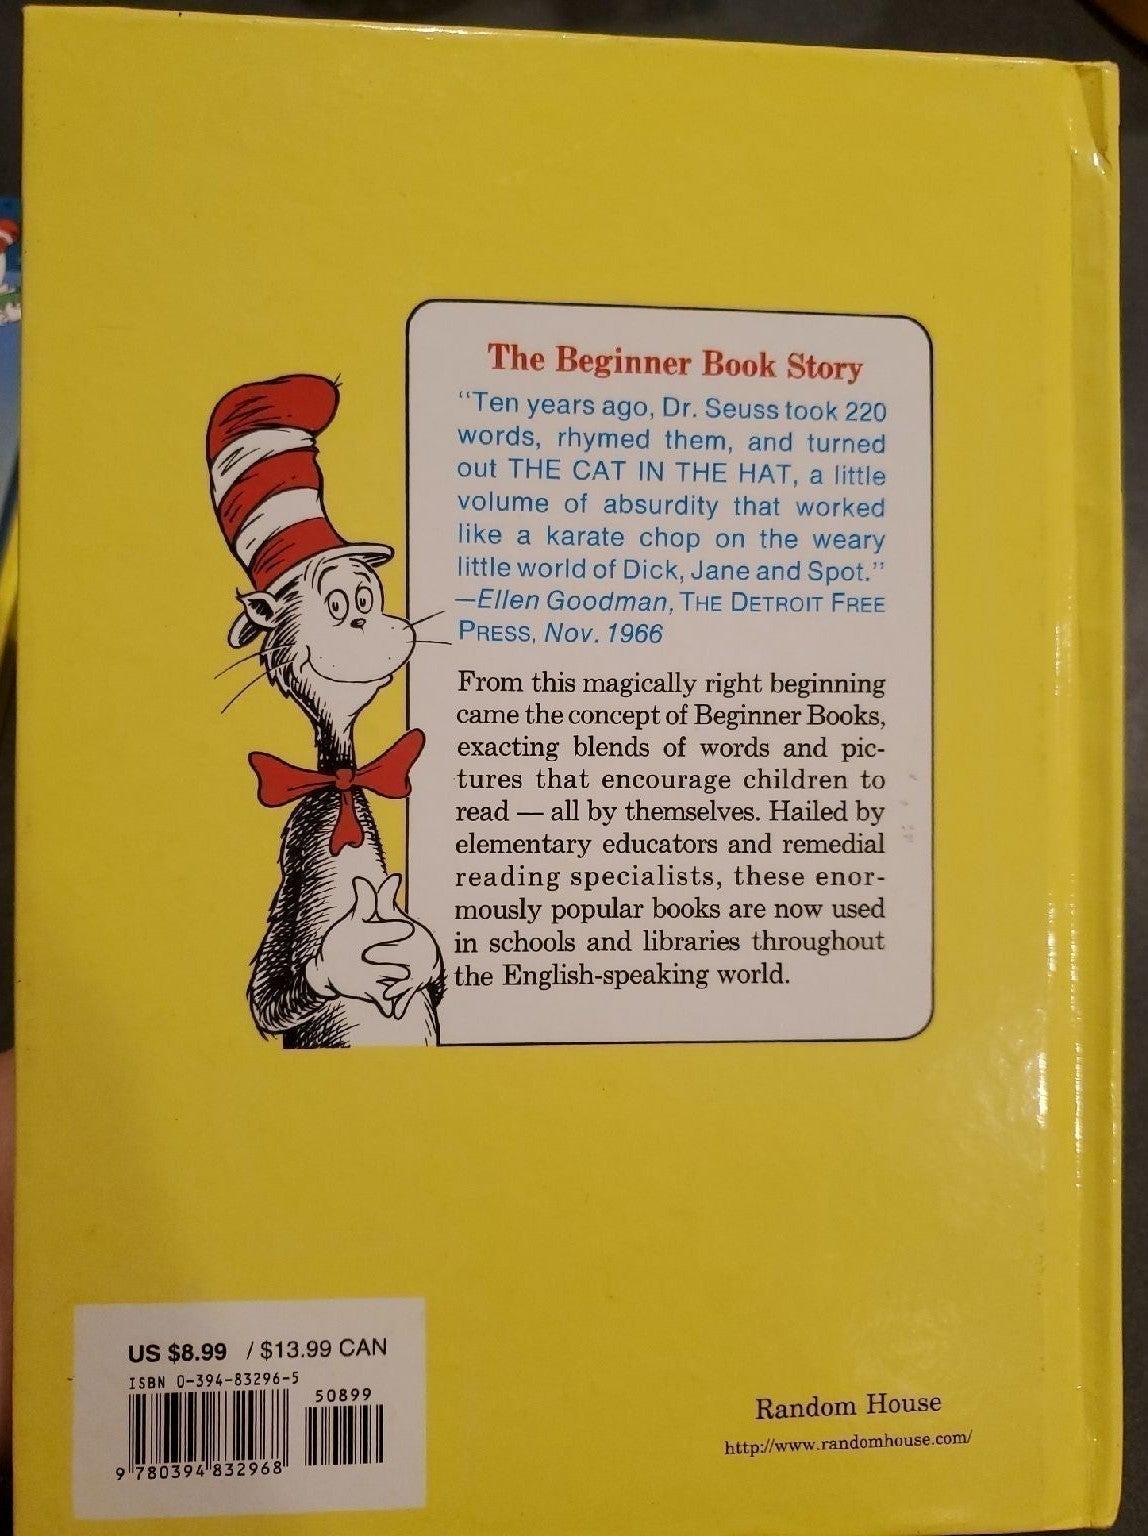 The Beginner Book Story
“Ten years ago, Dr. Seuss took 220
words, rhymed them, and turned
out THE CAT IN THE HAT, a little
volume of absurdity that worked
like a karate chop on the weary
little world of Dick, Jane and Spot.”
—Ellen Goodman, THE DETROIT FREE
PRESS, Nov. 1966
From this magically right beginning
came the concept of Beginner Books,
exacting blends of words and pic-
tures that encourage children to
read — all by themselves. Hailed by
elementary educators and remedial
reading specialists, these enor-
mously popular books are now used
in schools and libraries throughout
the English-speaking world.
US $8.99 / $13.99 CAN
ISBN 0-394-83296-5
50899
9 780394 832968
Random House
http://www.randomhouse.com/